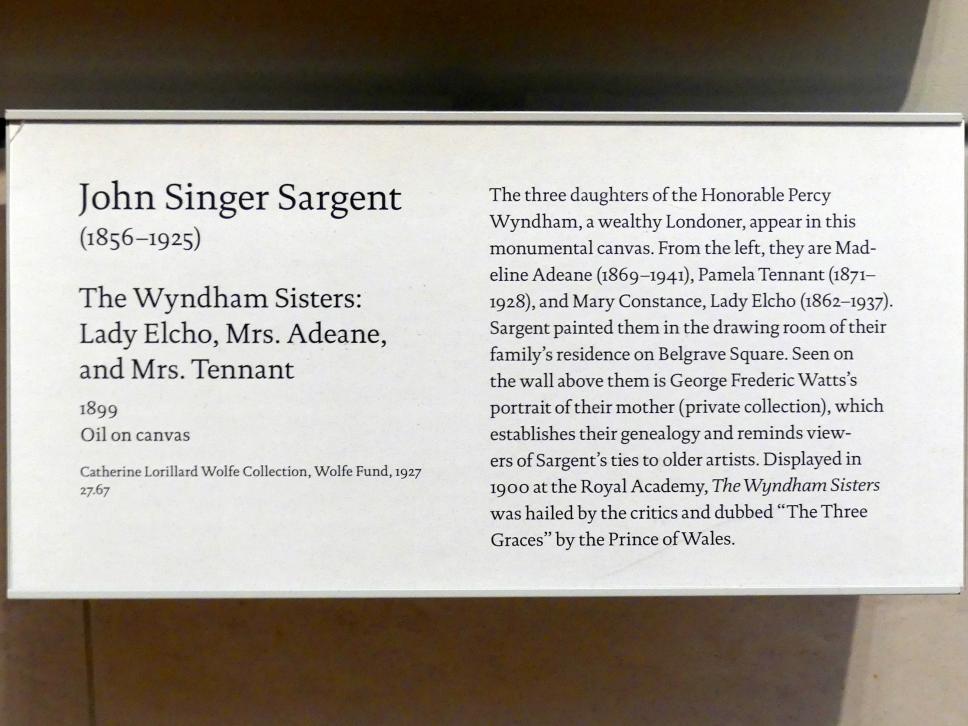 John Singer Sargent
(1856–1925)
The Wyndham Sisters:
Lady Elcho, Mrs. Adeane,
and Mrs. Tennant
1899
Oil on canvas
Catherine Lorillard Wolfe Collection, Wolfe Fund, 1927
27.67
The three daughters of the Honorable Percy
Wyndham, a wealthy Londoner, appear in this
monumental canvas. From the left, they are Mad-
eline Adeane (1869–1941), Pamela Tennant (1871–
1928), and Mary Constance, Lady Elcho (1862–1937).
Sargent painted them in the drawing room of their
family’s residence on Belgrave Square. Seen on
the wall above them is George Frederic Watts’s
portrait of their mother (private collection), which
establishes their genealogy and reminds view-
ers of Sargent’s ties to older artists. Displayed in
1900 at the Royal Academy, The Wyndham Sisters
was hailed by the critics and dubbed “The Three
Graces” by the Prince of Wales.